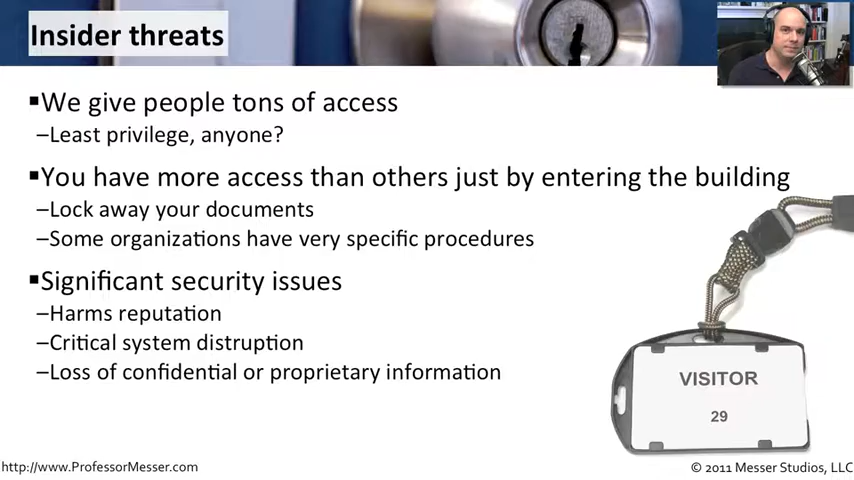 Insider threats
▪We give people tons of access
–Least privilege, anyone?
▪You have more access than others just by entering the building
–Lock away your documents
–Some organizations have very specific procedures
▪Significant security issues
–Harms reputation
–Critical system distruption
–Loss of confidential or proprietary information
VISITOR
29
http://www.ProfessorMesser.com
© 2011 Messer Studios, LLC